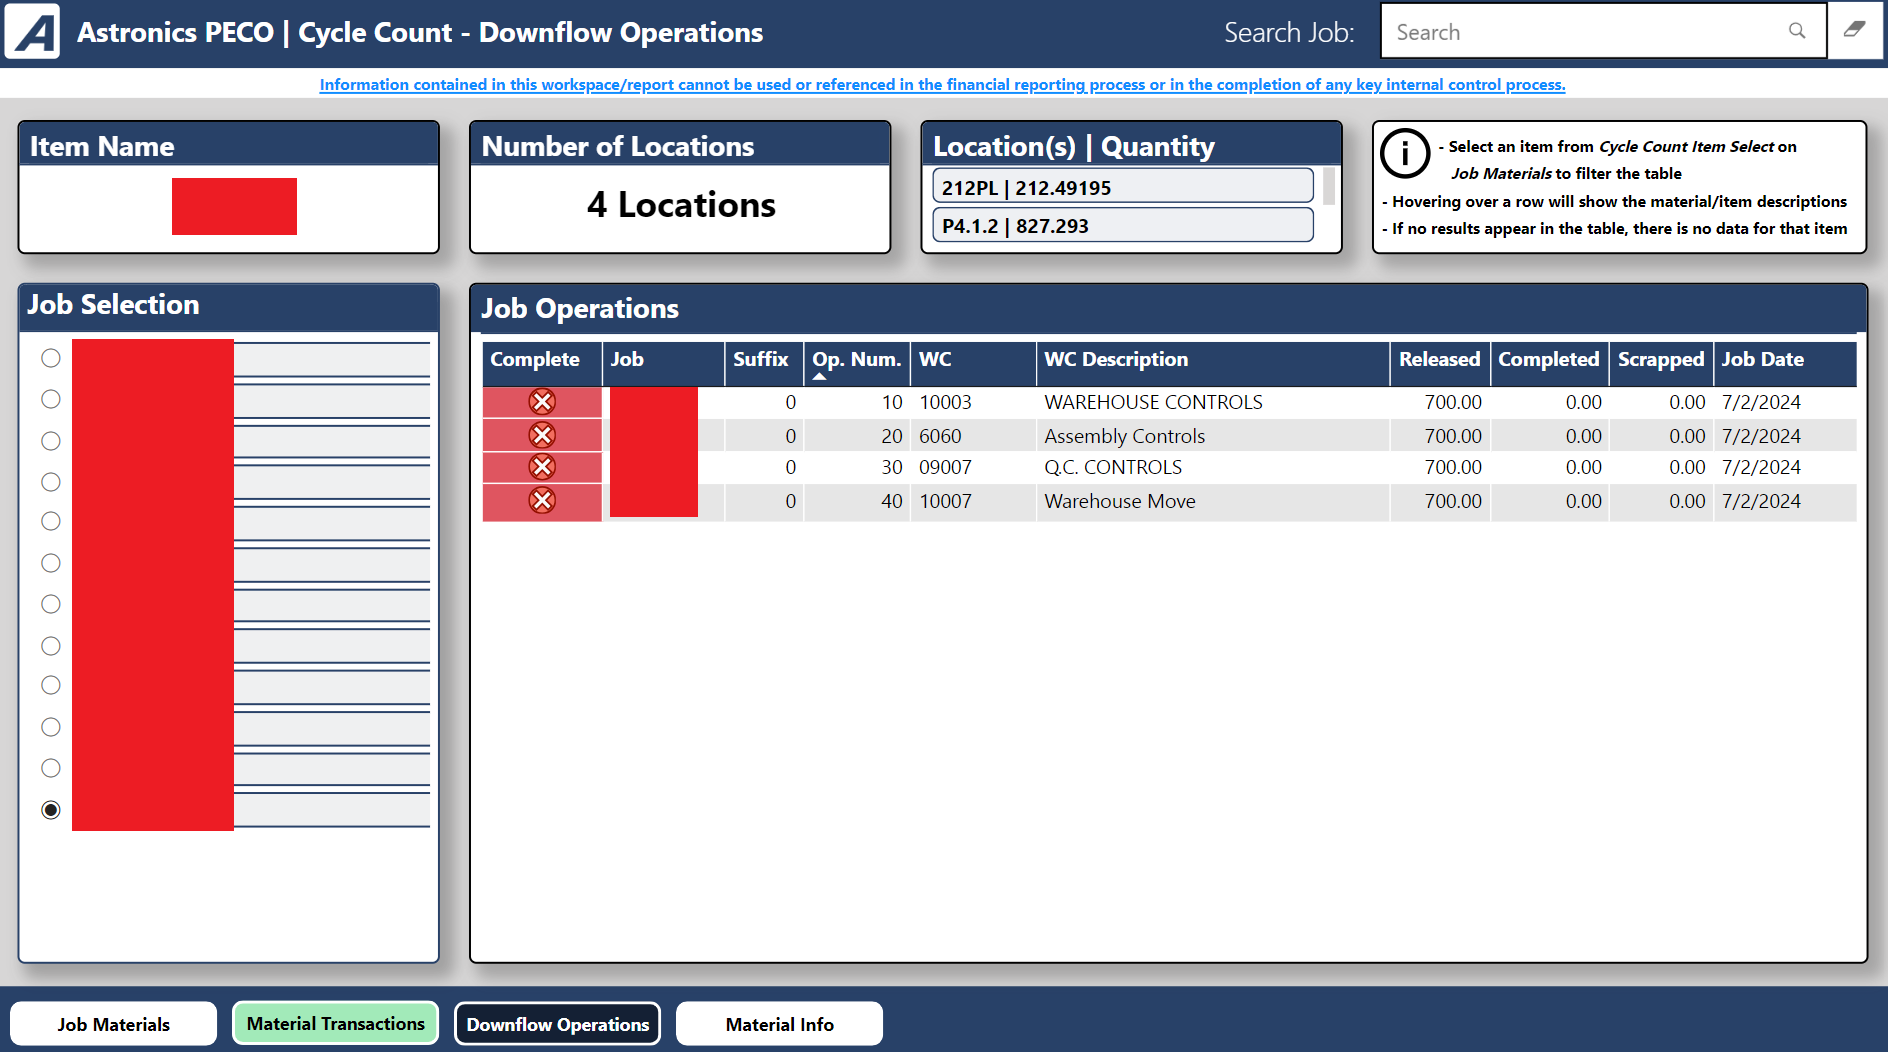 Astronics PECO | Cycle Count - Downflow Operations
Search Job:
Search
Information contained in this workspace/report cannot be used or referenced in the financial reporting process or in the completion of any key internal control process.
Item Name
Number of Locations
4 Locations
Location(s) | Quantity
212PL | 212.49195
P4.1.2 | 827.293
- Select an item from Cycle Count Item Select on
Job Materials to filter the table
- Hovering over a row will show the material/item descriptions
- If no results appear in the table, there is no data for that item
Job Selection
Job Operations
Complete Job Suffix Op. Num. WC WC Description Released Completed Scrapped Job Date
0 10 10003 WAREHOUSE CONTROLS 700.00 0.00 0.00 7/2/2024
0 20 6060 Assembly Controls 700.00 0.00 0.00 7/2/2024
0 30 09007 Q.C. CONTROLS 700.00 0.00 0.00 7/2/2024
0 40 10007 Warehouse Move 700.00 0.00 0.00 7/2/2024
Job Materials
Material Transactions
Downflow Operations
Material Info